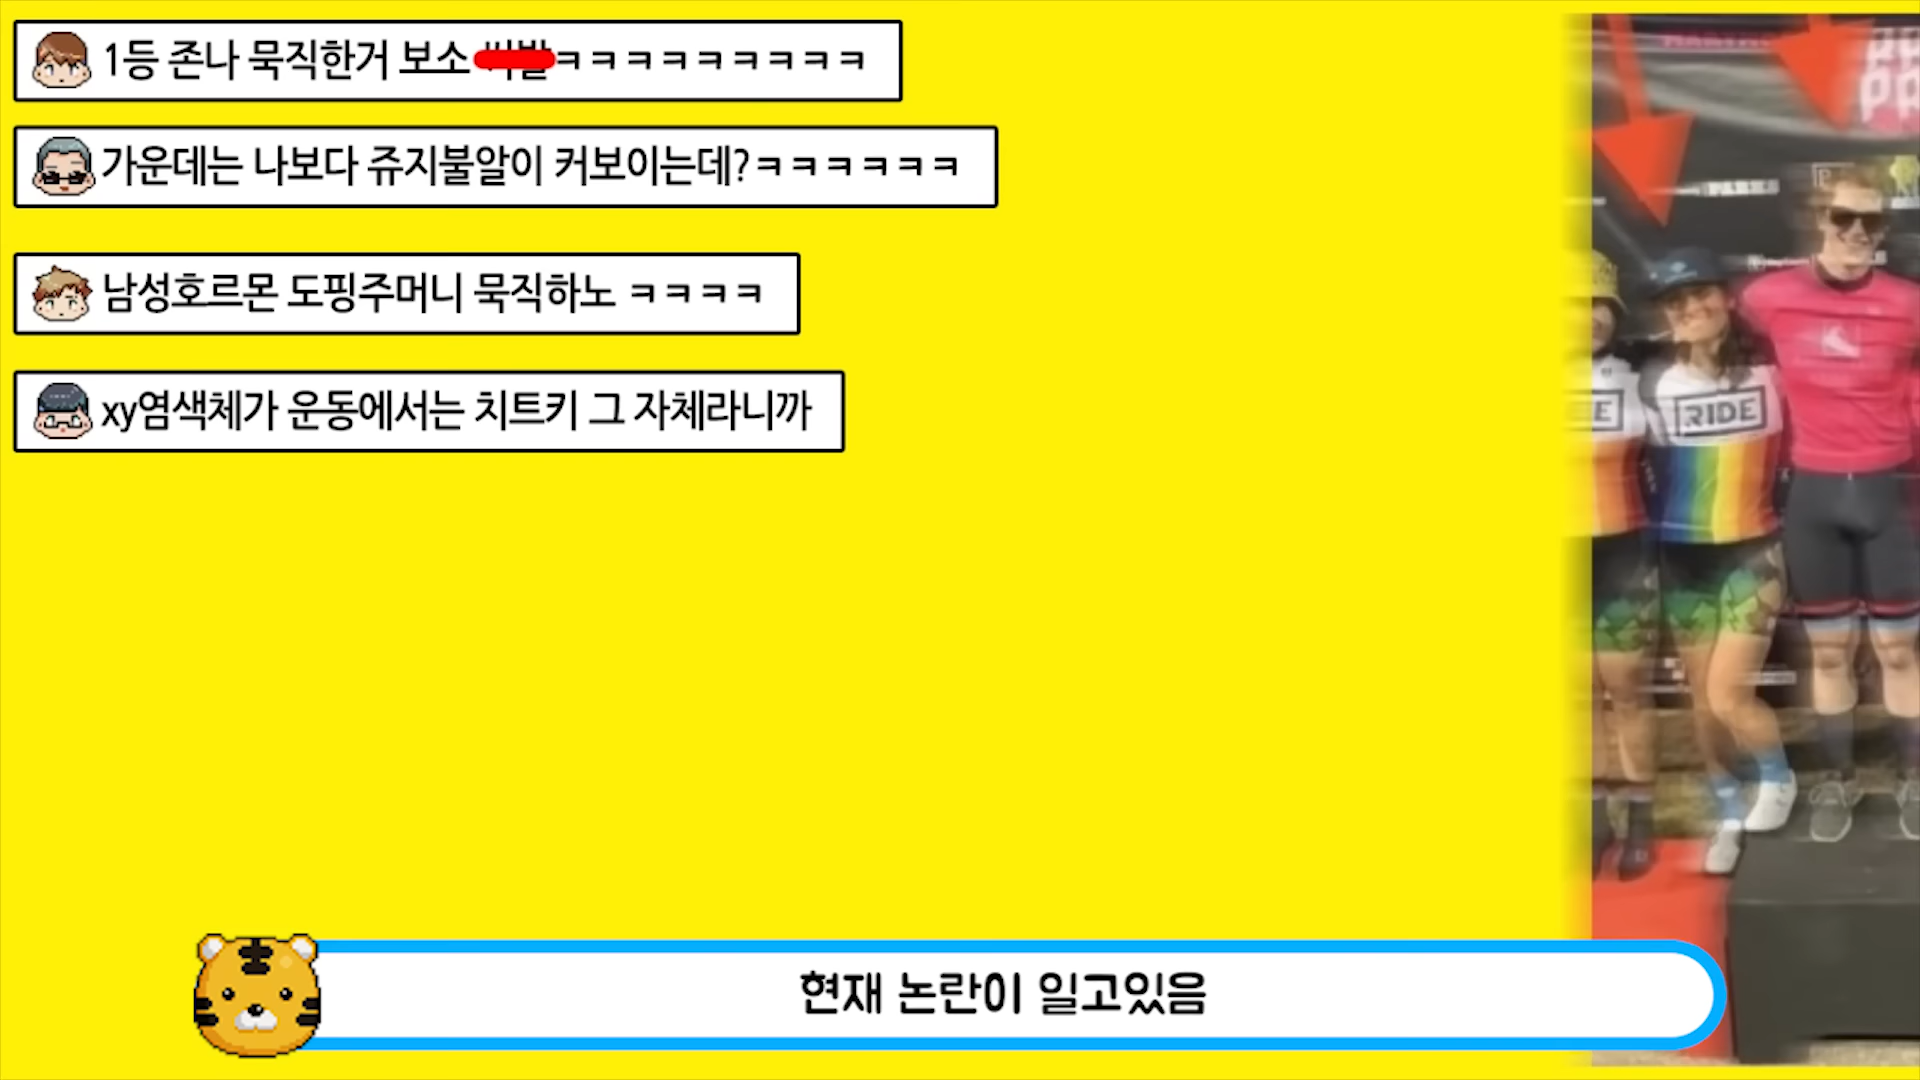 1등 존나 묵직한거 보소 ㅋㅋㅋㅋㅋㅋㅋㅋㅋ
가운데는 나보다 쥬지불알이 커보이는데?ㅋㅋㅋㅋㅋㅋ
남성호르몬 도핑주머니 묵직하노 ㅋㅋㅋㅋ
xy염색체가 운동에서는 치트키 그 자체라니까
RIDE
현재 논란이 일고있음